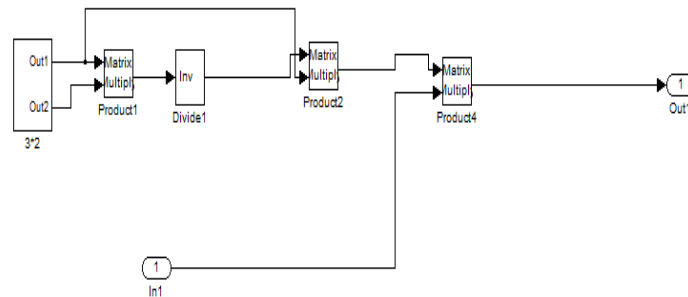 Out1
Out2
3*2
Matrix
Multipl
Product1
Inv
Divide1
Matrix
Multipl
Product2
Matrix
Multipl
Product4
1
Out1
1
In1